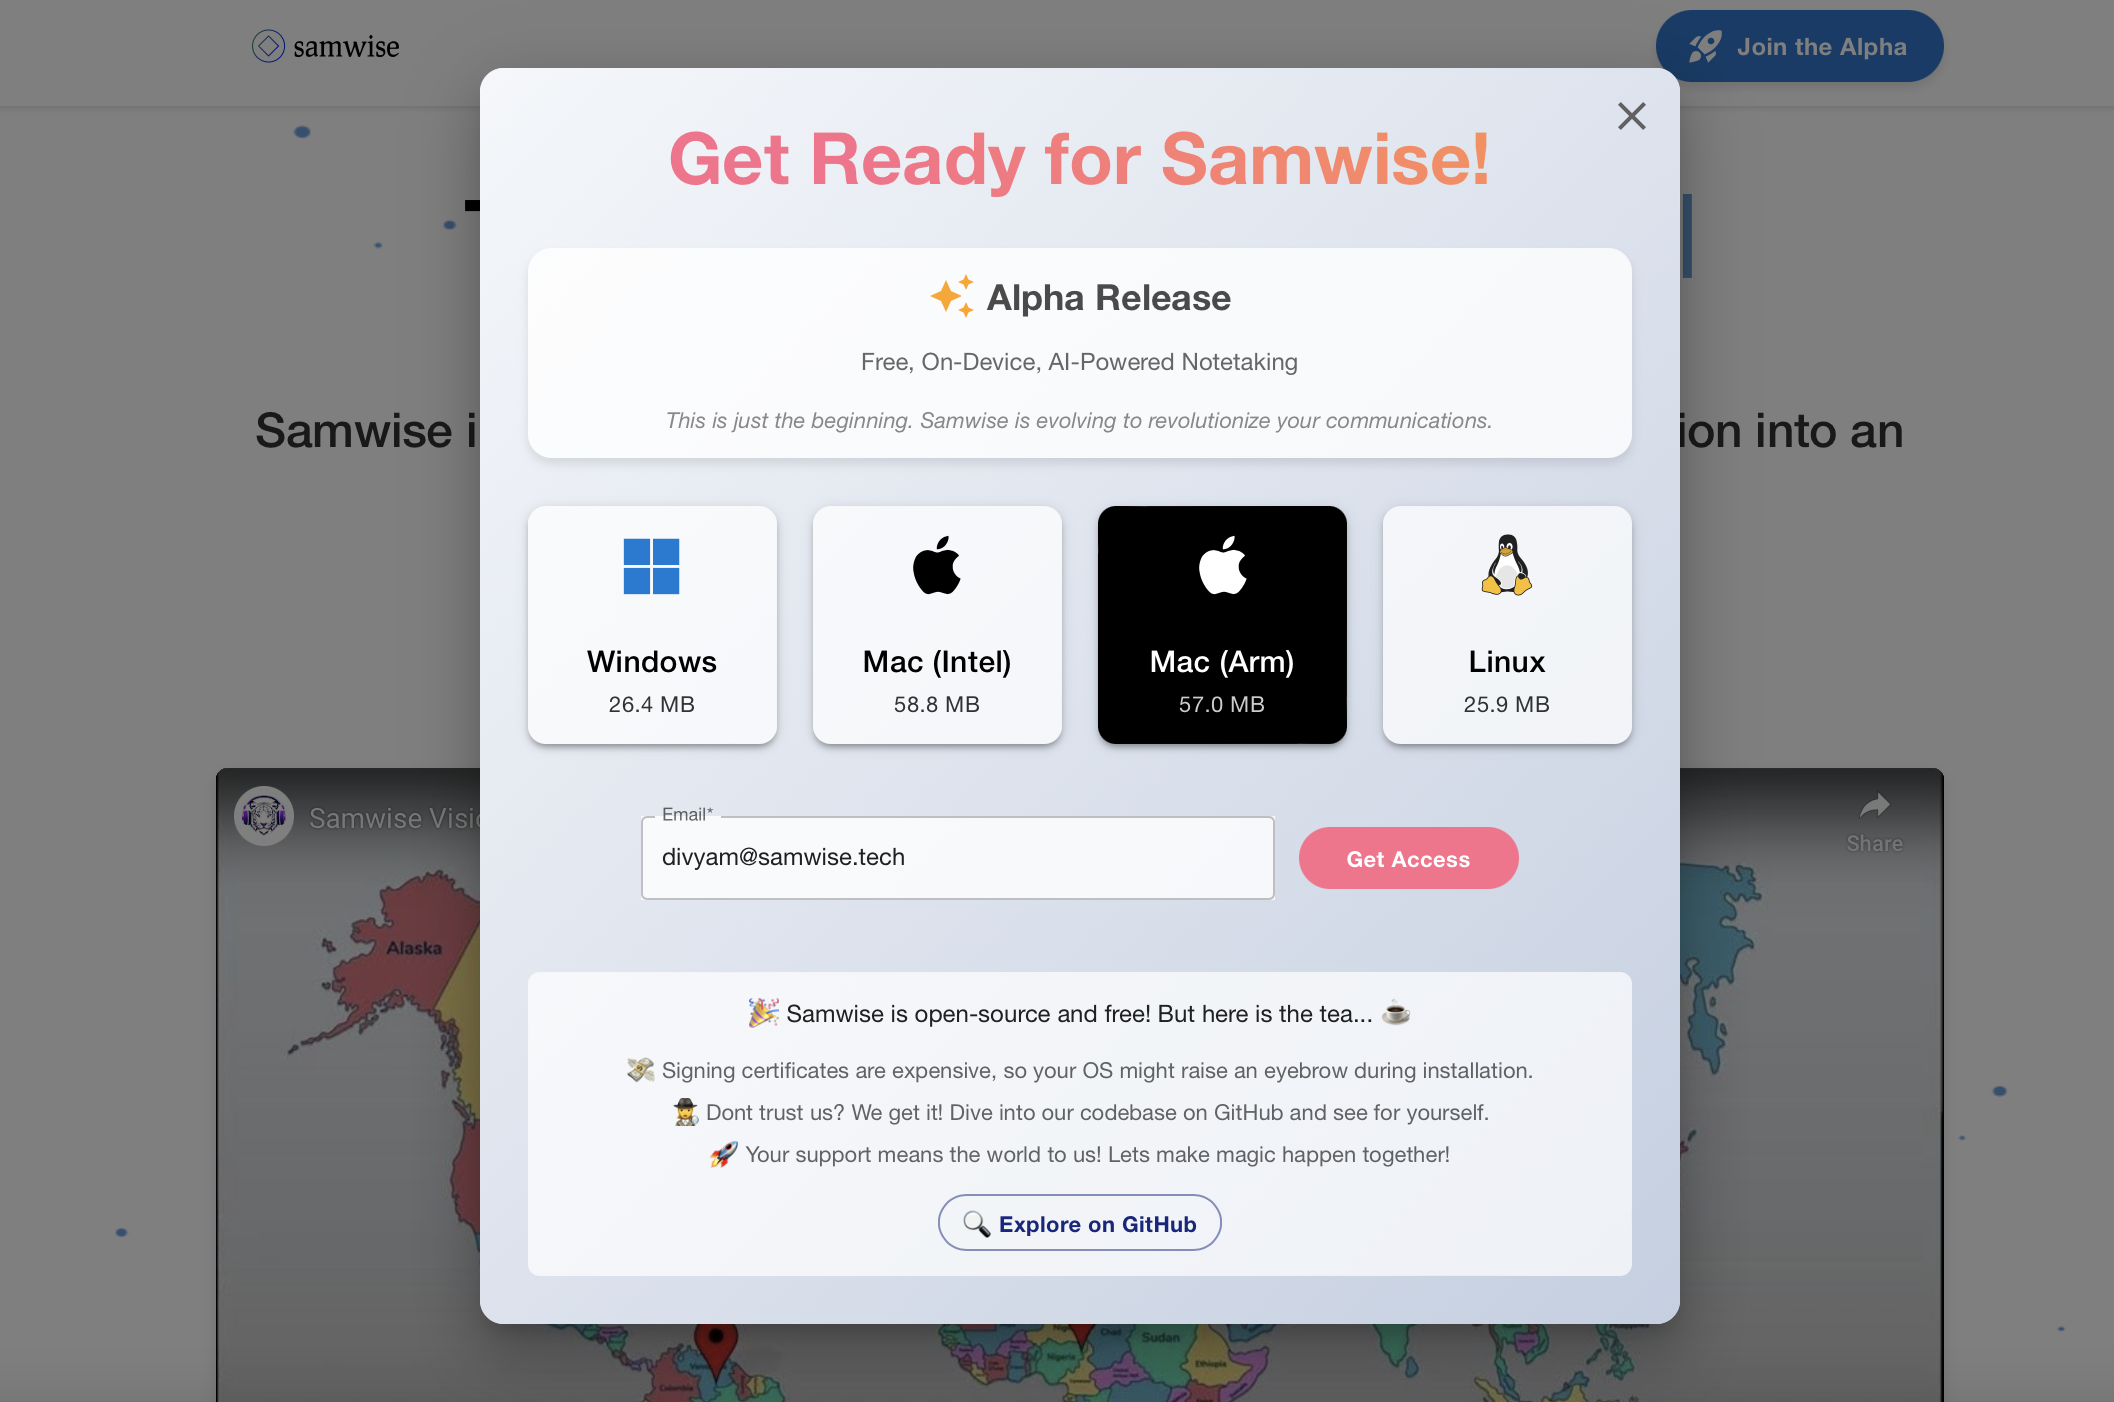 samwise
Join the Alpha
Get Ready for Samwise!
Alpha Release
Free, On-Device, AI-Powered Notetaking
This is just the beginning. Samwise is evolving to revolutionize your communications.
Samwise i
ion into an
Windows
26.4 MB
Mac (Intel)
58.8 MB
Mac (Arm)
57.0 MB
Linux
25.9 MB
Samwise Visi
Share
Email*
divyam@samwise.tech
Get Access
Alaska
Samwise is open-source and free! But here is the tea...
Signing certificates are expensive, so your OS might raise an eyebrow during installation.
Dont trust us? We get it! Dive into our codebase on GitHub and see for yourself.
Your support means the world to us! Lets make magic happen together!
Explore on GitHub
Chad
Sudan
Nigeria
Ethiopia
Colombia